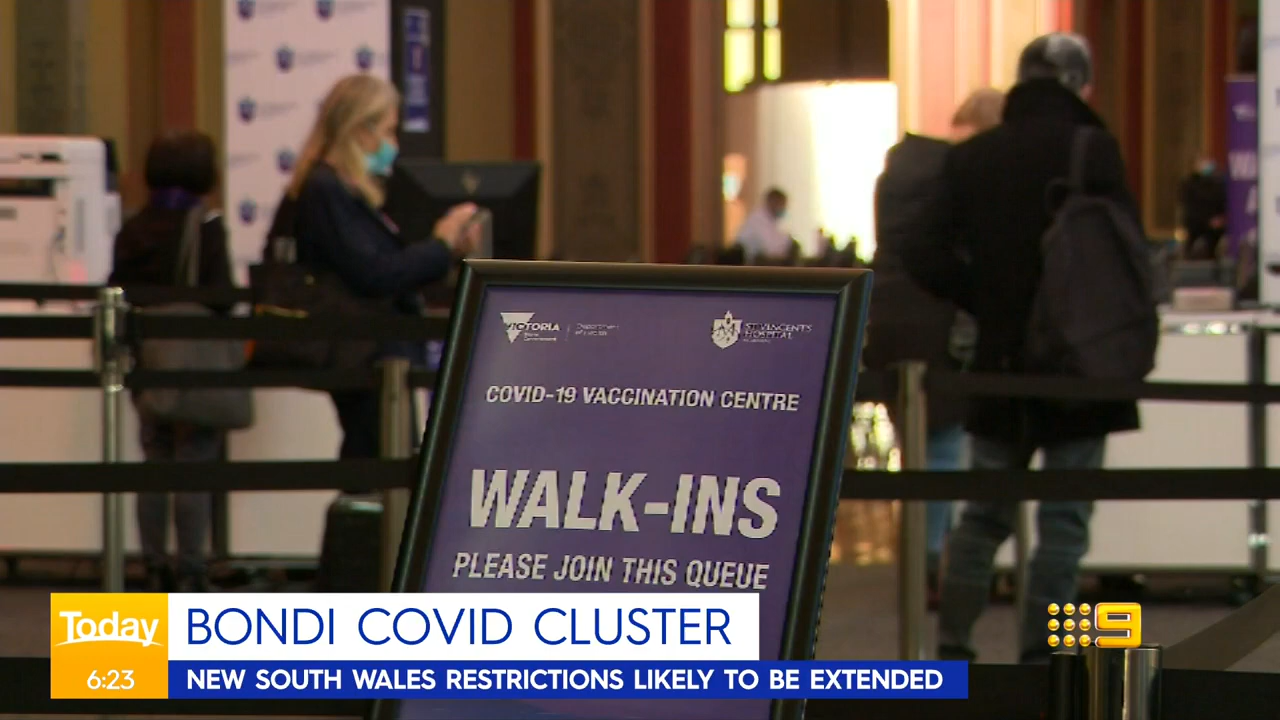 VICTORIA
ST VINCENT'S
HOSPITAL
COVID-19 VACCINATION CENTRE
WALK-INS
PLEASE JOIN THIS QUEUE
Today
BONDI COVID CLUSTER
9
6:23
NEW SOUTH WALES RESTRICTIONS LIKELY TO BE EXTENDED